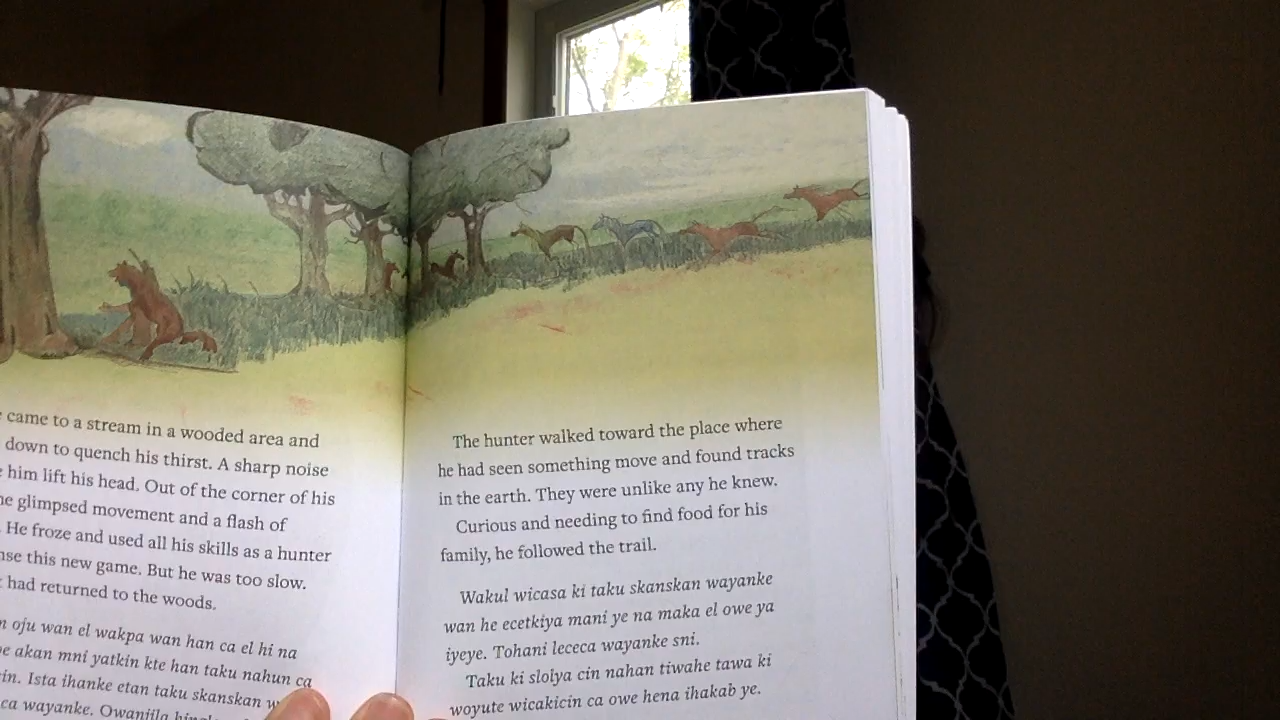 came to a stream in a wooded area and
down to quench his thirst. A sharp noise
him lift his head. Out of the corner of his
glimpsed movement and a flash of
He froze and used all his skills as a hunter
this new game. But he was too slow.
had returned to the woods.
oju wan el wakpa wan han ca el hi na
akan mni yatkin kte han taku nahun ca
Ista ihanke etan taku skanskan
ca wayanke. Owanjila
The hunter walked toward the place where
he had seen something move and found tracks
in the earth. They were unlike any he knew.
Curious and needing to find food for his
family, he followed the trail.
Wakul wicasa ki taku skanskan wayanke
wan he ecetkiya mani ye na maka el owe ya
iyeye. Tohani lececa wayanke sni.
Taku ki slolya cin nahan tiwahe tawa ki
woyute wicakicin ca owe hena ihakab ye.